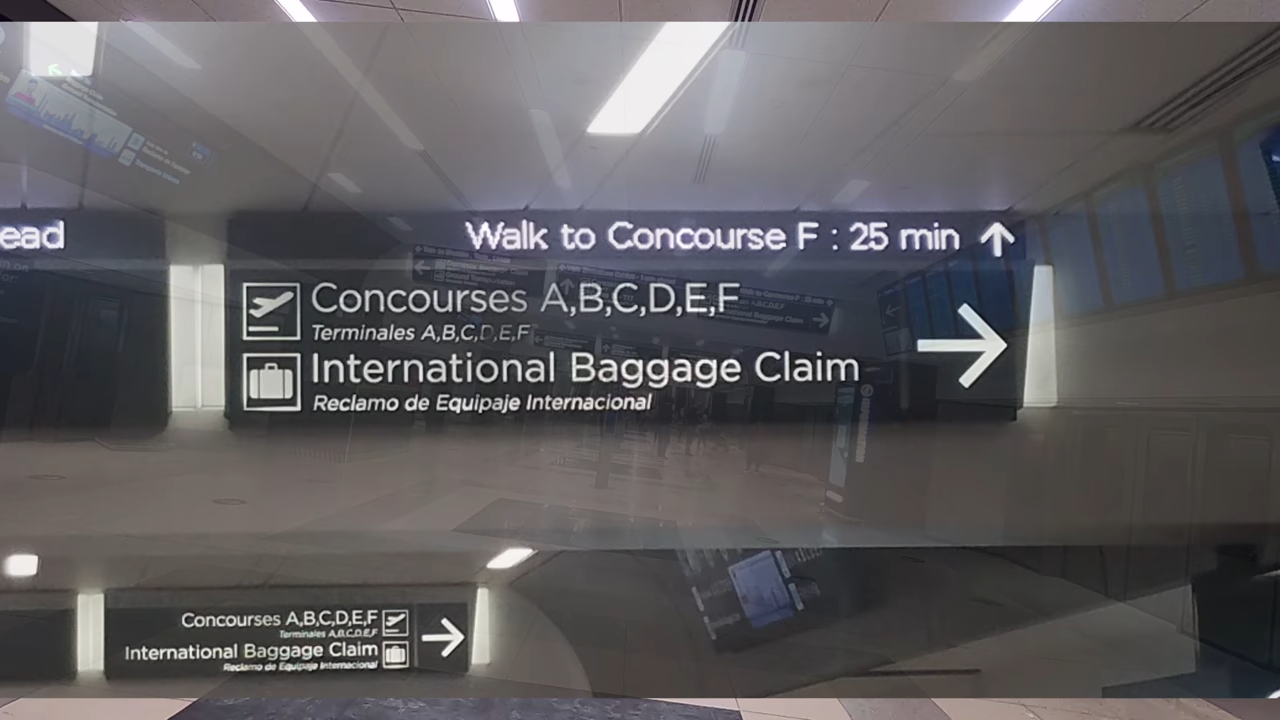 ead
Walk to Concourse F : 25 min
Concourses A,B,C,D,E,F
Terminales A,B,C,D,E,F
International Baggage Claim
Reclamo de Equipaje Internacional
Concourses A,B,C,D,E,F
Terminales A,B,C,D,E,F
International Baggage Claim
Reclamo de Equipaje Internacional